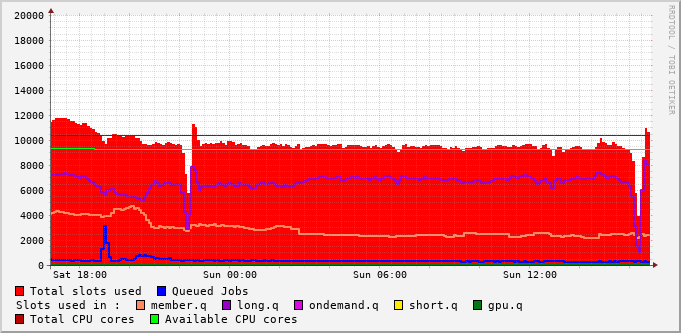 20000
18000
16000
14000
12000
10000
8000
6000
4000
2000
0
Sat 18:00 Sun 00:00 Sun 06:00 Sun 12:00
RRDTOOL / TOBI OETIKER
Total slots used Queued Jobs
Slots used in : member.q long.q ondemand.q short.q gpu.q
Total CPU cores Available CPU cores